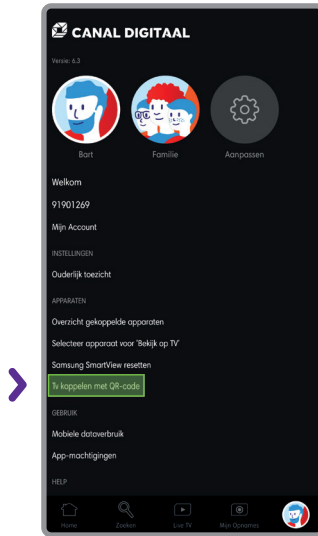 CANAL DIGITAAL
Versie: 6.3
Bart Familie Aanpassen
Welkom
91901269
Mijn Account
INSTELLINGEN
Ouderlijk toezicht
APPARATEN
Overzicht gekoppelde apparaten
Selecteer apparaat voor 'Bekijk op TV'
Samsung SmartView resetten
Tv koppelen met QR-code
GEBRUIK
Mobiele dataverbruik
App-machtigingen
HELP
Home Zoeken Live TV Mijn Opnames